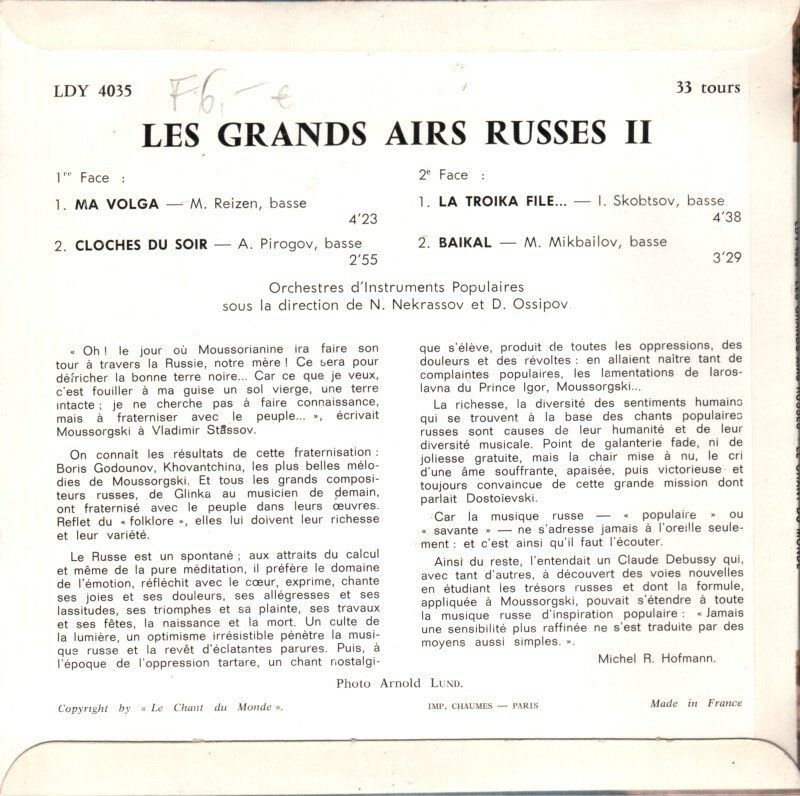 LDY 4035
F6,- €
33 tours
LES GRANDS AIRS RUSSES II
1re Face :
1. MA VOLGA — M. Reizen, basse
4'23
2. CLOCHES DU SOIR — A. Pirogov, basse
2'55
2e Face :
1. LA TROIKA FILE... — I. Skobtsov, basse
4'38
2. BAIKAL — M. Mikbailov, basse
3'29
Orchestres d'Instruments Populaires
sous la direction de N. Nekrassov et D. Ossipov
« Oh ! le jour où Moussorianine ira faire son
tour à travers la Russie, notre mère ! Ce sera pour
défricher la bonne terre noire... Car ce que je veux,
c'est fouiller à ma guise un sol vierge, une terre
intacte ; je ne cherche pas à faire connaissance,
mais à fraterniser avec le peuple... », écrivait
Moussorgski à Vladimir Stassov.
On connaît les résultats de cette fraternisation :
Boris Godounov, Khovantchina, les plus belles mélo-
dies de Moussorgski. Et tous les grands composi-
teurs russes, de Glinka au musicien de demain,
ont fraternisé avec le peuple dans leurs œuvres.
Reflet du « folklore », elles lui doivent leur richesse
et leur variété.
Le Russe est un spontané ; aux attraits du calcul
et même de la pure méditation, il préfère le domaine
de l'émotion, réfléchit avec le cœur, exprime, chante
ses joies et ses douleurs, ses allégresses et ses
lassitudes, ses triomphes et sa plainte, ses travaux
et ses fêtes, la naissance et la mort. Un culte de
la lumière, un optimisme irrésistible pénètre la musi-
que russe et la revêt d'éclatantes parures. Puis, à
l'époque de l'oppression tartare, un chant nostalgi-
que s'élève, produit de toutes les oppressions, des
douleurs et des révoltes : en allaient naître tant de
complaintes populaires, les lamentations de Iaros-
lavna du Prince Igor, Moussorgski...
La richesse, la diversité des sentiments humains
qui se trouvent à la base des chants populaires
russes sont causes de leur humanité et de leur
diversité musicale. Point de galanterie fade, ni de
joliesse gratuite, mais la chair mise à nu, le cri
d'une âme souffrante, apaisée, puis victorieuse et
toujours convaincue de cette grande mission dont
parlait Dostoïevski.
Car la musique russe — « populaire » ou
« savante » — ne s'adresse jamais à l'oreille seule-
ment : et c'est ainsi qu'il faut l'écouter.
Ainsi du reste, l'entendait un Claude Debussy qui,
avec tant d'autres, à découvert des voies nouvelles
en étudiant les trésors russes et dont la formule,
appliquée à Moussorgski, pouvait s'étendre à toute
la musique russe d'inspiration populaire : « Jamais
une sensibilité plus raffinée ne s'est traduite par des
moyens aussi simples. ».
Michel R. Hofmann.
Photo Arnold LUND.
Copyright by « Le Chant du Monde ».
IMP. CHAUMES — PARIS
Made in France